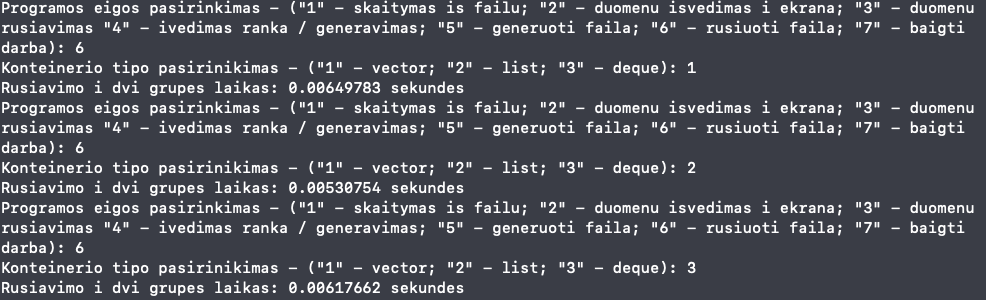 Programos eigos pasirinkimas – ("1" – skaitymas is failu; "2" – duomenu isvedimas i ekrana; "3" – duomenu
rusiavimas "4" – ivedimas ranka / generavimas; "5" – generuoti faila; "6" – rusiuoti faila; "7" – baigti
darba): 6
Konteinerio tipo pasirinikimas – ("1" – vector; "2" – list; "3" – deque): 1
Rusiavimo i dvi grupes laikas: 0.00649783 sekundes
Programos eigos pasirinkimas – ("1" – skaitymas is failu; "2" – duomenu isvedimas i ekrana; "3" – duomenu
rusiavimas "4" – ivedimas ranka / generavimas; "5" – generuoti faila; "6" – rusiuoti faila; "7" – baigti
darba): 6
Konteinerio tipo pasirinikimas – ("1" – vector; "2" – list; "3" – deque): 2
Rusiavimo i dvi grupes laikas: 0.00530754 sekundes
Programos eigos pasirinkimas – ("1" – skaitymas is failu; "2" – duomenu isvedimas i ekrana; "3" – duomenu
rusiavimas "4" – ivedimas ranka / generavimas; "5" – generuoti faila; "6" – rusiuoti faila; "7" – baigti
darba): 6
Konteinerio tipo pasirinikimas – ("1" – vector; "2" – list; "3" – deque): 3
Rusiavimo i dvi grupes laikas: 0.00617662 sekundes